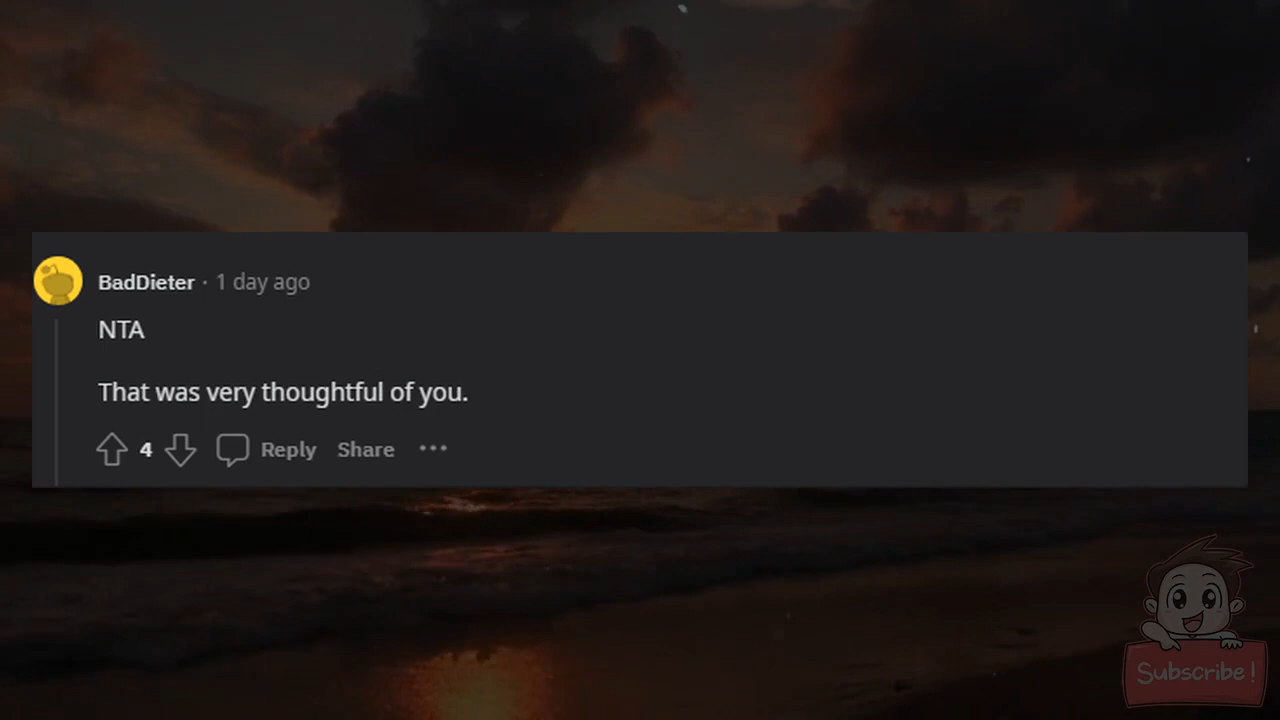 BadDieter · 1 day ago
NTA
That was very thoughtful of you.
4 Reply Share ···
Subscribe!